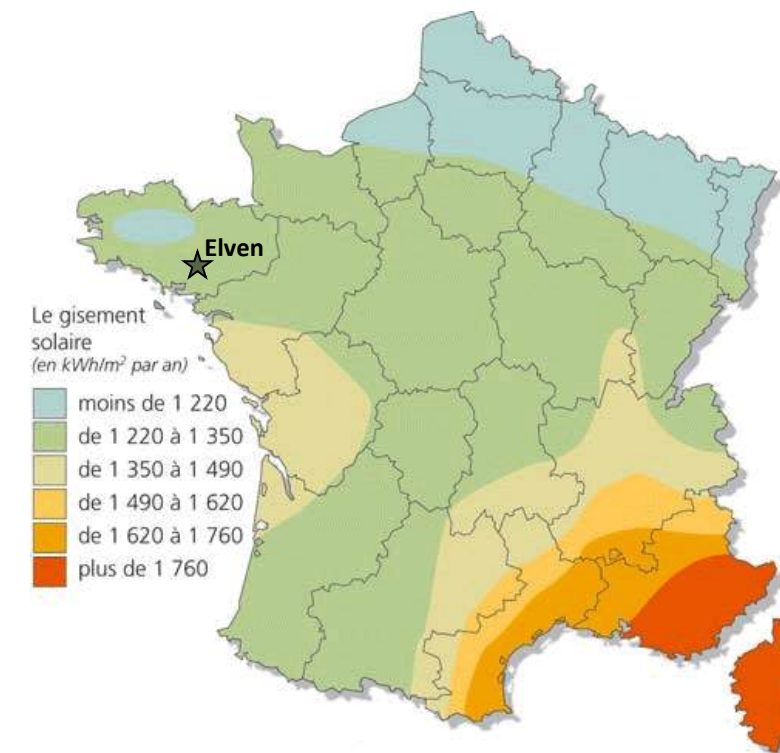 Elven
Le gisement
solaire
(en kWh/m² par an)
moins de 1 220
de 1 220 à 1 350
de 1 350 à 1 490
de 1 490 à 1 620
de 1 620 à 1 760
plus de 1 760